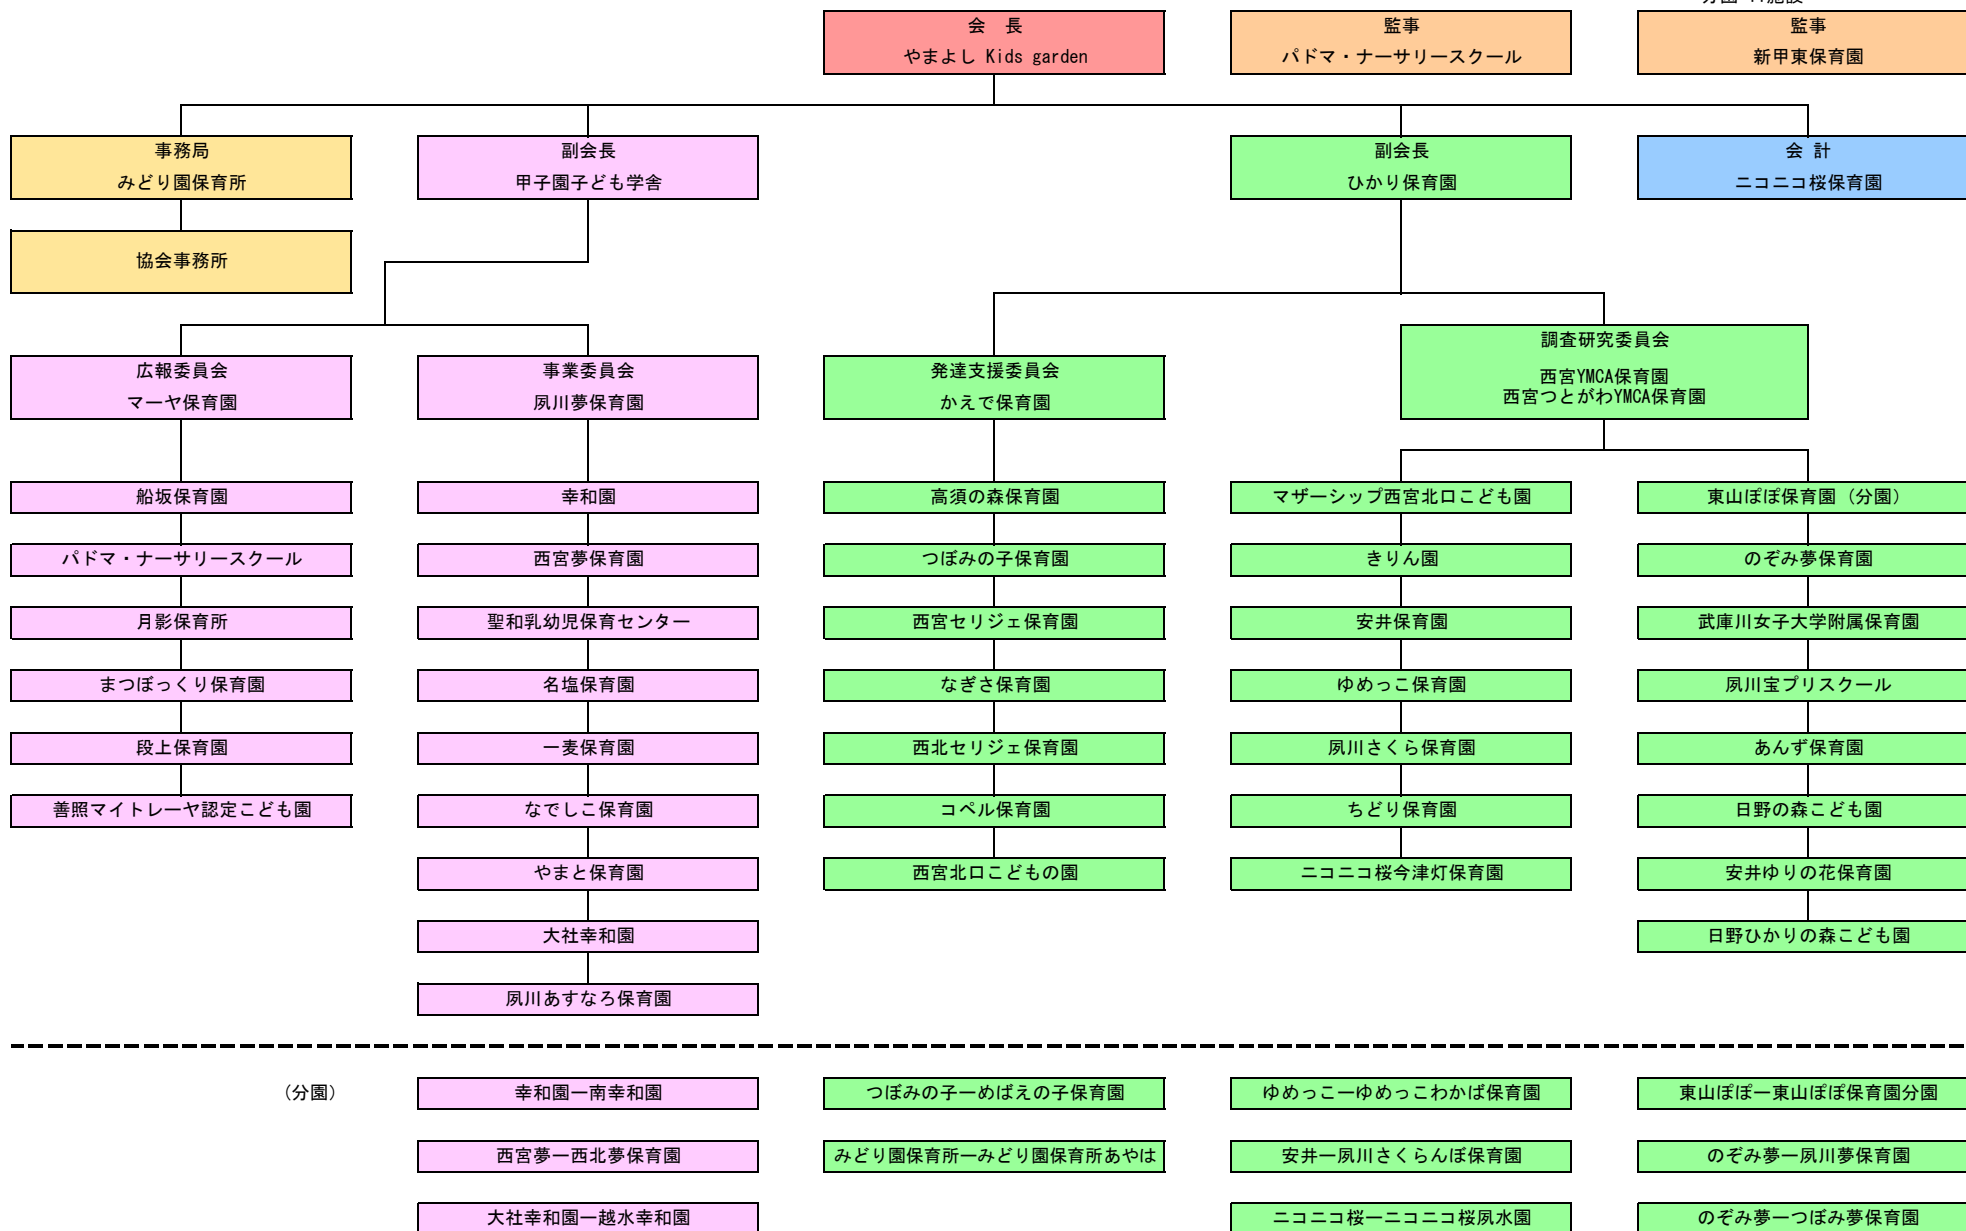 会　長
やまよし Kids garden
監事
パドマ・ナーサリースクール
監事
新甲東保育園
事務局
みどり園保育所
副会長
甲子園子ども学舎
副会長
ひかり保育園
会 計
ニコニコ桜保育園
協会事務所
広報委員会
マーヤ保育園
事業委員会
夙川夢保育園
発達支援委員会
かえで保育園
調査研究委員会
西宮YMCA保育園
西宮つとがわYMCA保育園
船坂保育園
幸和園
高須の森保育園
マザーシップ西宮北口こども園
東山ぽぽ保育園（分園）
パドマ・ナーサリースクール
西宮夢保育園
つぼみの子保育園
きりん園
のぞみ夢保育園
月影保育所
聖和乳幼児保育センター
西宮セリジェ保育園
安井保育園
武庫川女子大学附属保育園
まつぼっくり保育園
名塩保育園
なぎさ保育園
ゆめっこ保育園
夙川宝プリスクール
段上保育園
一麦保育園
西北セリジェ保育園
夙川さくら保育園
あんず保育園
善照マイトレーヤ認定こども園
なでしこ保育園
コペル保育園
ちどり保育園
日野の森こども園
やまと保育園
西宮北口こどもの園
ニコニコ桜今津灯保育園
安井ゆりの花保育園
大社幸和園
日野ひかりの森こども園
夙川あすなろ保育園
（分園）
幸和園ー南幸和園
つぼみの子ーめばえの子保育園
ゆめっこーゆめっこわかば保育園
東山ぽぽー東山ぽぽ保育園分園
西宮夢ー西北夢保育園
みどり園保育所ーみどり園保育所あやは
安井ー夙川さくらんぼ保育園
のぞみ夢ー夙川夢保育園
大社幸和園ー越水幸和園
ニコニコ桜ーニコニコ桜夙水園
のぞみ夢ーつぼみ夢保育園